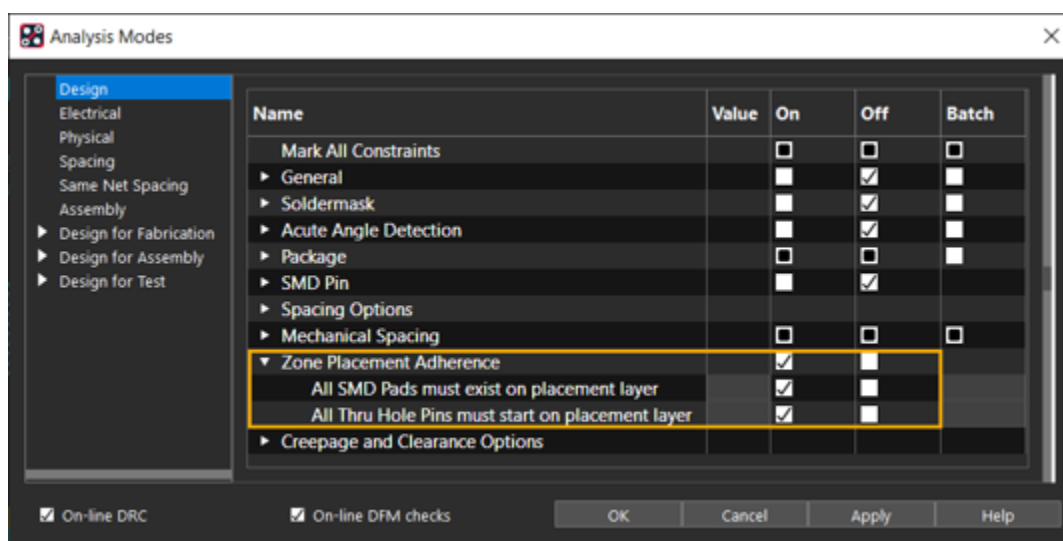 Analysis Modes
Design
Electrical
Physical
Spacing
Same Net Spacing
Assembly
Design for Fabrication
Design for Assembly
Design for Test
Name Value On Off Batch
Mark All Constraints
General
Soldermask
Acute Angle Detection
Package
SMD Pin
Spacing Options
Mechanical Spacing
Zone Placement Adherence
All SMD Pads must exist on placement layer
All Thru Hole Pins must start on placement layer
Creepage and Clearance Options
On-line DRC On-line DFM checks OK Cancel Apply Help